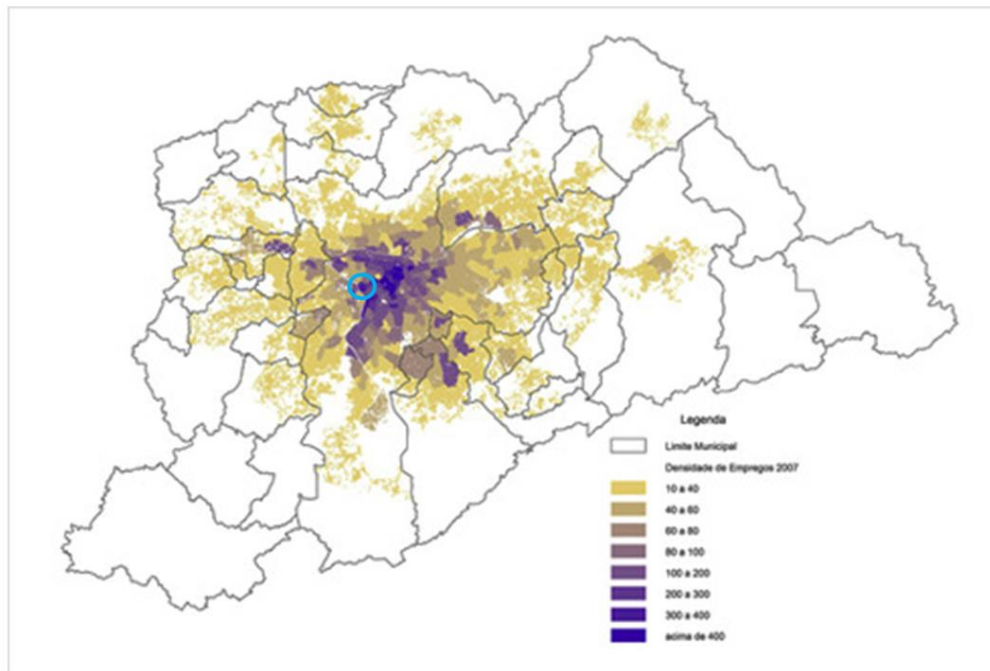 Legenda
Limite Municipal
Densidade de Empregos 2007
10 a 40
40 a 60
60 a 80
80 a 100
100 a 200
200 a 300
300 a 400
acima de 400